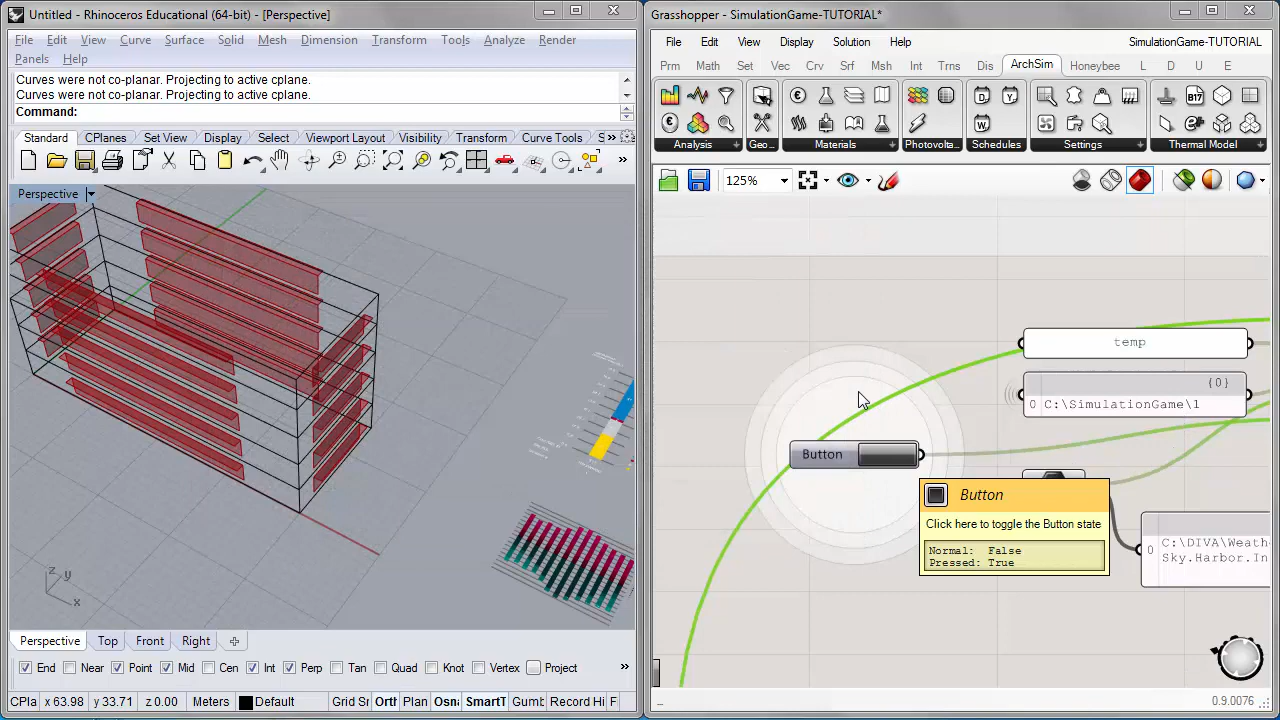 Untitled - Rhinoceros Educational (64-bit) - [Perspective]
File Edit View Curve Surface Solid Mesh Dimension Transform Tools Analyze Render
Panels Help
Curves were not co-planar. Projecting to active cplane.
Curves were not co-planar. Projecting to active cplane.
Command:
Standard CPlanes Set View Display Select Viewport Layout Visibility Transform Curve Tools S »
»
Perspective
z y
x
Perspective Top Front Right
End Near Point Mid Cen Int Perp Tan Quad Knot Vertex Project »
CPla x 63.98 y 33.71 z 0.00 Meters Default Grid Sr Orth Plan Osna SmartT Gumb Record Hi F
Grasshopper - SimulationGame-TUTORIAL*
File Edit View Display Solution Help SimulationGame-TUTORIAL
Prm Math Set Vec Crv Srf Msh Int Trns Dis ArchSim Honeybee L D U E
Analysis Geo... Materials Photovolta... Schedules Settings Thermal Model
125%
temp
{0}
0 C:\SimulationGame\1
Button
Button
Click here to toggle the Button state
Normal: False
Pressed: True
0 C:\DIVA\Weath
Sky.Harbor.In
0.9.0076